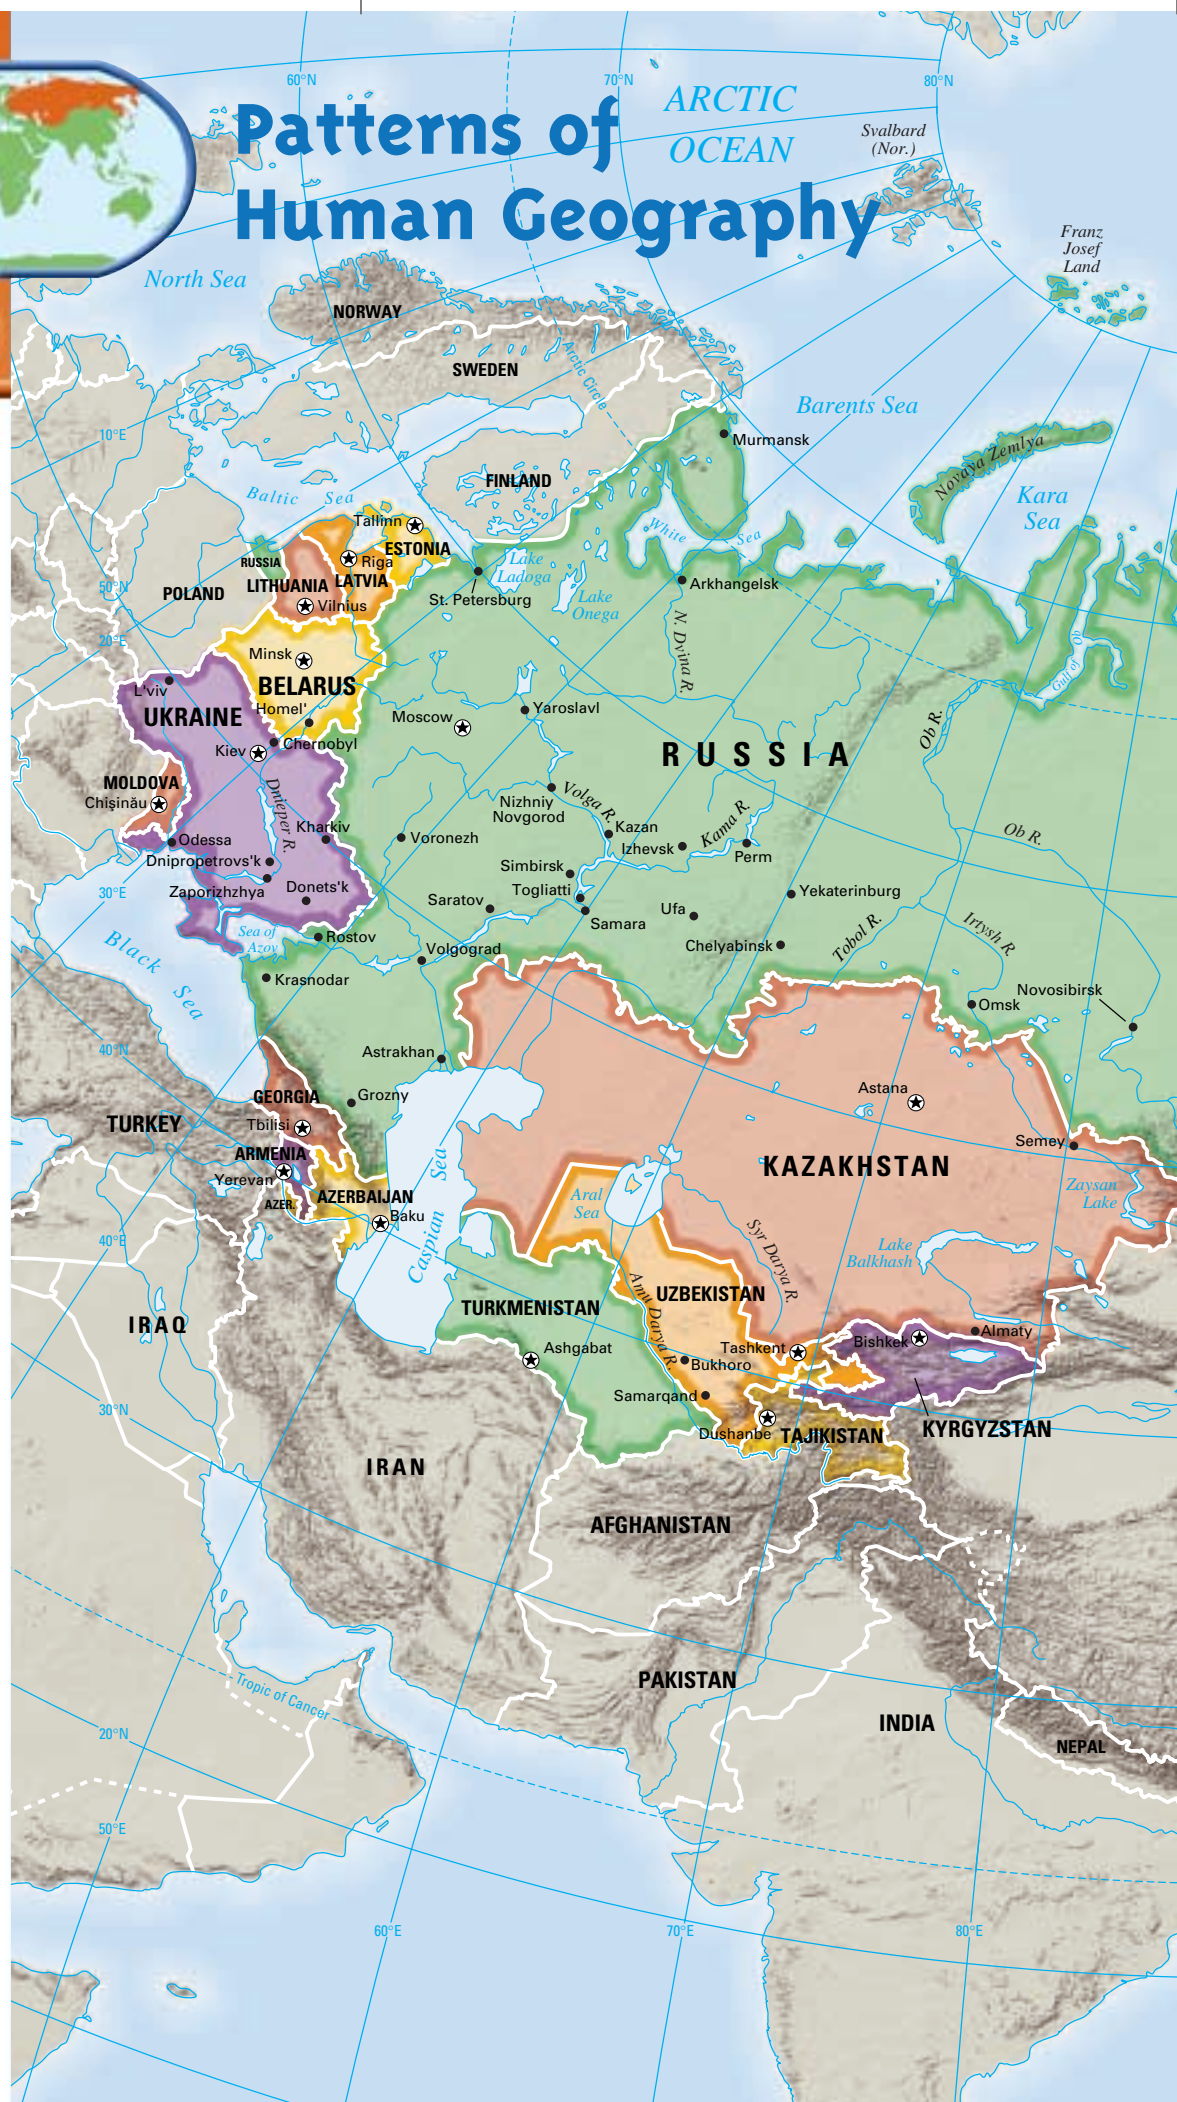 60°N
70°N
80°N
Patterns of
Human Geography
ARCTIC
OCEAN
Svalbard
(Nor.)
Franz
Josef
Land
North Sea
NORWAY
SWEDEN
Arctic Circle
Barents Sea
10°E
Murmansk
Novaya Zemlya
Kara
Sea
FINLAND
Baltic Sea
Tallinn
ESTONIA
White Sea
RUSSIA
Riga
LATVIA
Lake
Ladoga
LITHUANIA
Vilnius
POLAND
50°N
St. Petersburg
Lake
Onega
Arkhangelsk
N. Dvina R.
20°E
Gulf of Ob
Minsk
BELARUS
Homel'
L'viv
UKRAINE
Moscow
Yaroslavl
Ob R.
Kiev
Chernobyl
RUSSIA
MOLDOVA
Chişinău
Dnieper R.
Nizhniy
Novgorod
Volga R.
Kazan
Kama R.
Izhevsk
Perm
Ob R.
Kharkiv
Voronezh
Odessa
Dnipropetrovs'k
Zaporizhzhya
Donets'k
Simbirsk
Togliatti
Samara
Saratov
Ufa
Yekaterinburg
30°E
Black Sea
Sea of
Azov
Rostov
Volgograd
Chelyabinsk
Tobol R.
Irtysh R.
Krasnodar
Novosibirsk
Omsk
40°N
Astrakhan
GEORGIA
Grozny
Astana
TURKEY
Tbilisi
Semey
ARMENIA
Yerevan
KAZAKHSTAN
AZERBAIJAN
AZER.
Baku
Caspian Sea
Aral
Sea
Zaysan
Lake
Syr Darya R.
40°E
Lake
Balkhash
TURKMENISTAN
Amu Darya R.
UZBEKISTAN
IRAQ
Ashgabat
Tashkent
Bukhoro
Bishkek
Almaty
30°N
Samarqand
Dushanbe
TAJIKISTAN
KYRGYZSTAN
IRAN
AFGHANISTAN
PAKISTAN
Tropic of Cancer
INDIA
NEPAL
20°N
50°E
60°E
70°E
80°E